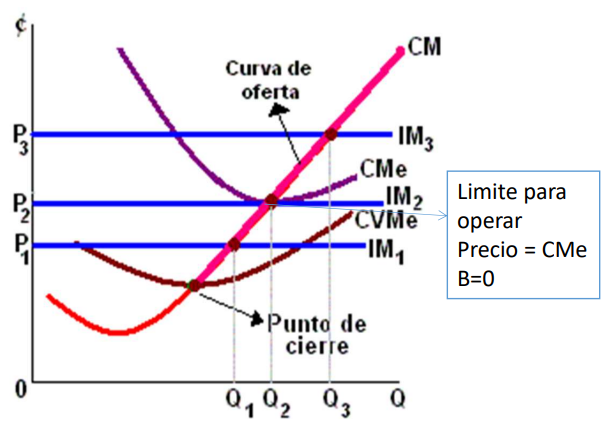 ¢
CM
Curva de
oferta
P3
IM3
CMe
IM2
P2
CVMe
P1
IM1
Limite para
operar
Precio = CMe
B=0
Punto de
cierre
0
Q1
Q2
Q3
Q